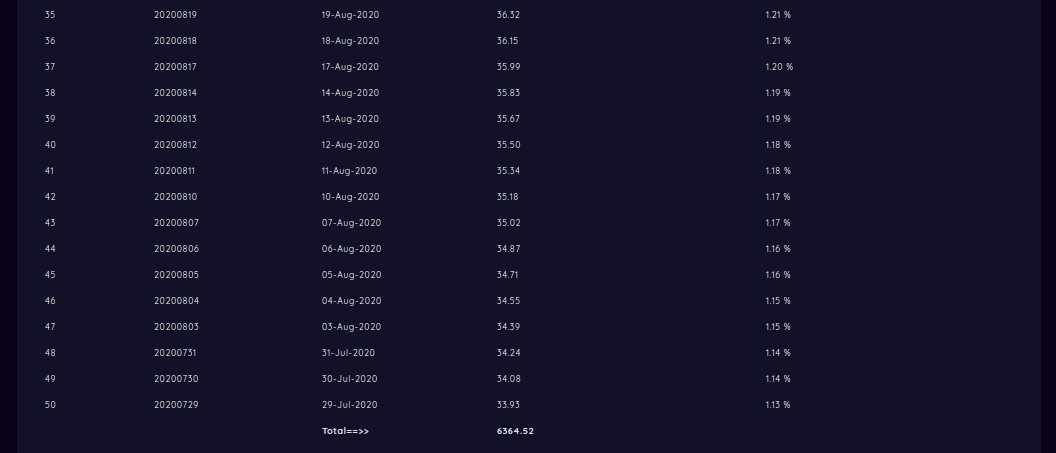 35 20200819 19-Aug-2020 36.32 1.21 %
36 20200818 18-Aug-2020 36.15 1.21 %
37 20200817 17-Aug-2020 35.99 1.20 %
38 20200814 14-Aug-2020 35.83 1.19 %
39 20200813 13-Aug-2020 35.67 1.19 %
40 20200812 12-Aug-2020 35.50 1.18 %
41 20200811 11-Aug-2020 35.34 1.18 %
42 20200810 10-Aug-2020 35.18 1.17 %
43 20200807 07-Aug-2020 35.02 1.17 %
44 20200806 06-Aug-2020 34.87 1.16 %
45 20200805 05-Aug-2020 34.71 1.16 %
46 20200804 04-Aug-2020 34.55 1.15 %
47 20200803 03-Aug-2020 34.39 1.15 %
48 20200731 31-Jul-2020 34.24 1.14 %
49 20200730 30-Jul-2020 34.08 1.14 %
50 20200729 29-Jul-2020 33.93 1.13 %
Total==>> 6364.52